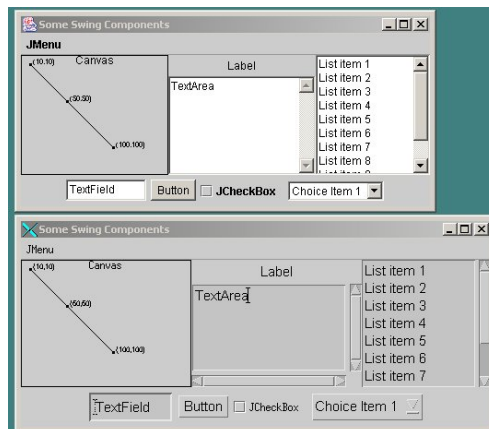 Some Swing Components
JMenu
(10.10) Canvas Label List item 1
TextArea List item 2
List item 3
(50.50) List item 4
List item 5
List item 6
List item 7
(100.100) List item 8
TextField Button JCheckBox Choice Item 1
Some Swing Components
JMenu
(10,10) Canvas Label List item 1
TextArea List item 2
(50,50) List item 3
List item 4
List item 5
(100,100) List item 6
List item 7
TextField Button JCheckBox Choice Item 1